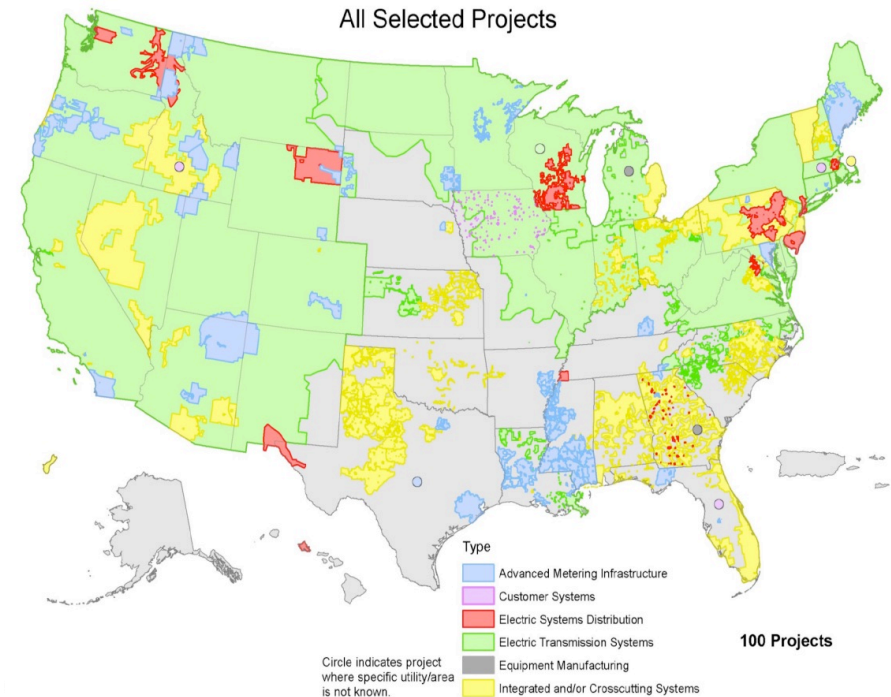 All Selected Projects
Type
Advanced Metering Infrastructure
Customer Systems
Electric Systems Distribution
Electric Transmission Systems
Equipment Manufacturing
Integrated and/or Crosscutting Systems
100 Projects
Circle indicates project
where specific utility/area
is not known.